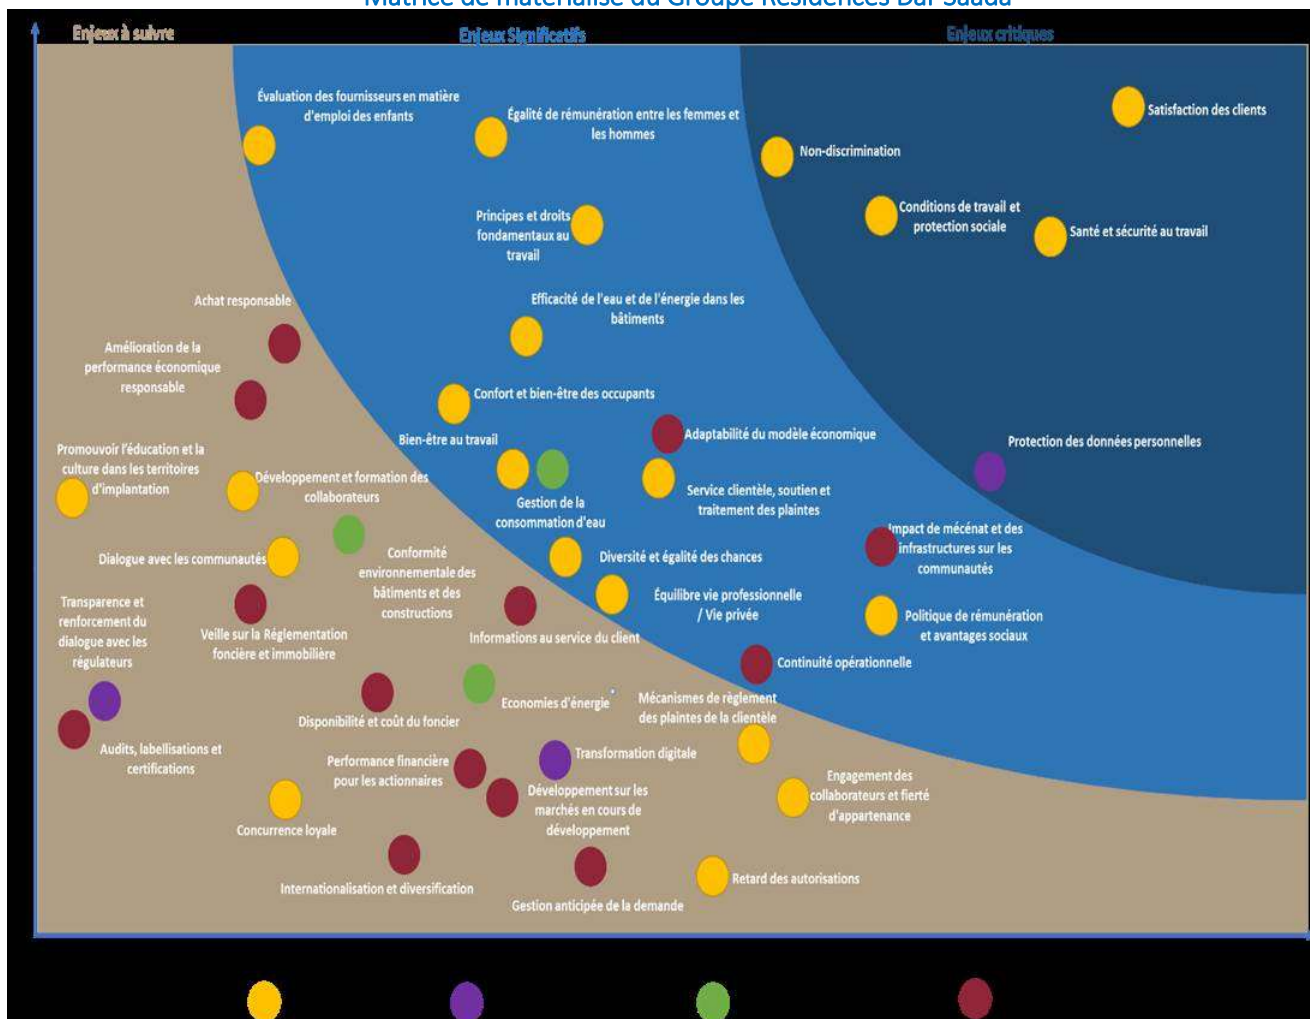 Matrice de matérialisé du Groupe Résidences Dar Saada
Enjeux à suivre
Enjeux Significatifs
Enjeux critiques
Évaluation des fournisseurs en matière
d'emploi des enfants
Égalité de rémunération entre les femmes et
les hommes
Satisfaction des clients
Non-discrimination
Principes et droits
fondamentaux au
travail
Conditions de travail et
protection sociale
Santé et sécurité au travail
Achat responsable
Efficacité de l'eau et de l'énergie dans les
bâtiments
Amélioration de la
performance économique
responsable
Confort et bien-être des occupants
Bien-être au travail
Adaptabilité du modèle économique
Protection des données personnelles
Promouvoir l'éducation et la
culture dans les territoires
d'implantation
Développement et formation des
collaborateurs
Gestion de la
consommation d'eau
Service clientèle, soutien et
traitement des plaintes
Impact de mécénat et des
infrastructures sur les
communautés
Dialogue avec les communautés
Conformité
environnementale des
bâtiments et des
constructions
Diversité et égalité des chances
Équilibre vie professionnelle
/ Vie privée
Politique de rémunération
et avantages sociaux
Transparence et
renforcement du
dialogue avec les
régulateurs
Veille sur la Réglementation
foncière et immobilière
Informations au service du client
Continuité opérationnelle
Disponibilité et coût du foncier
Economies d'énergie
Mécanismes de règlement
des plaintes de la clientèle
Audits, labellisations et
certifications
Performance financière
pour les actionnaires
Transformation digitale
Développement sur les
marchés en cours de
développement
Engagement des
collaborateurs et fierté
d'appartenance
Concurrence loyale
Internationalisation et diversification
Gestion anticipée de la demande
Retard des autorisations